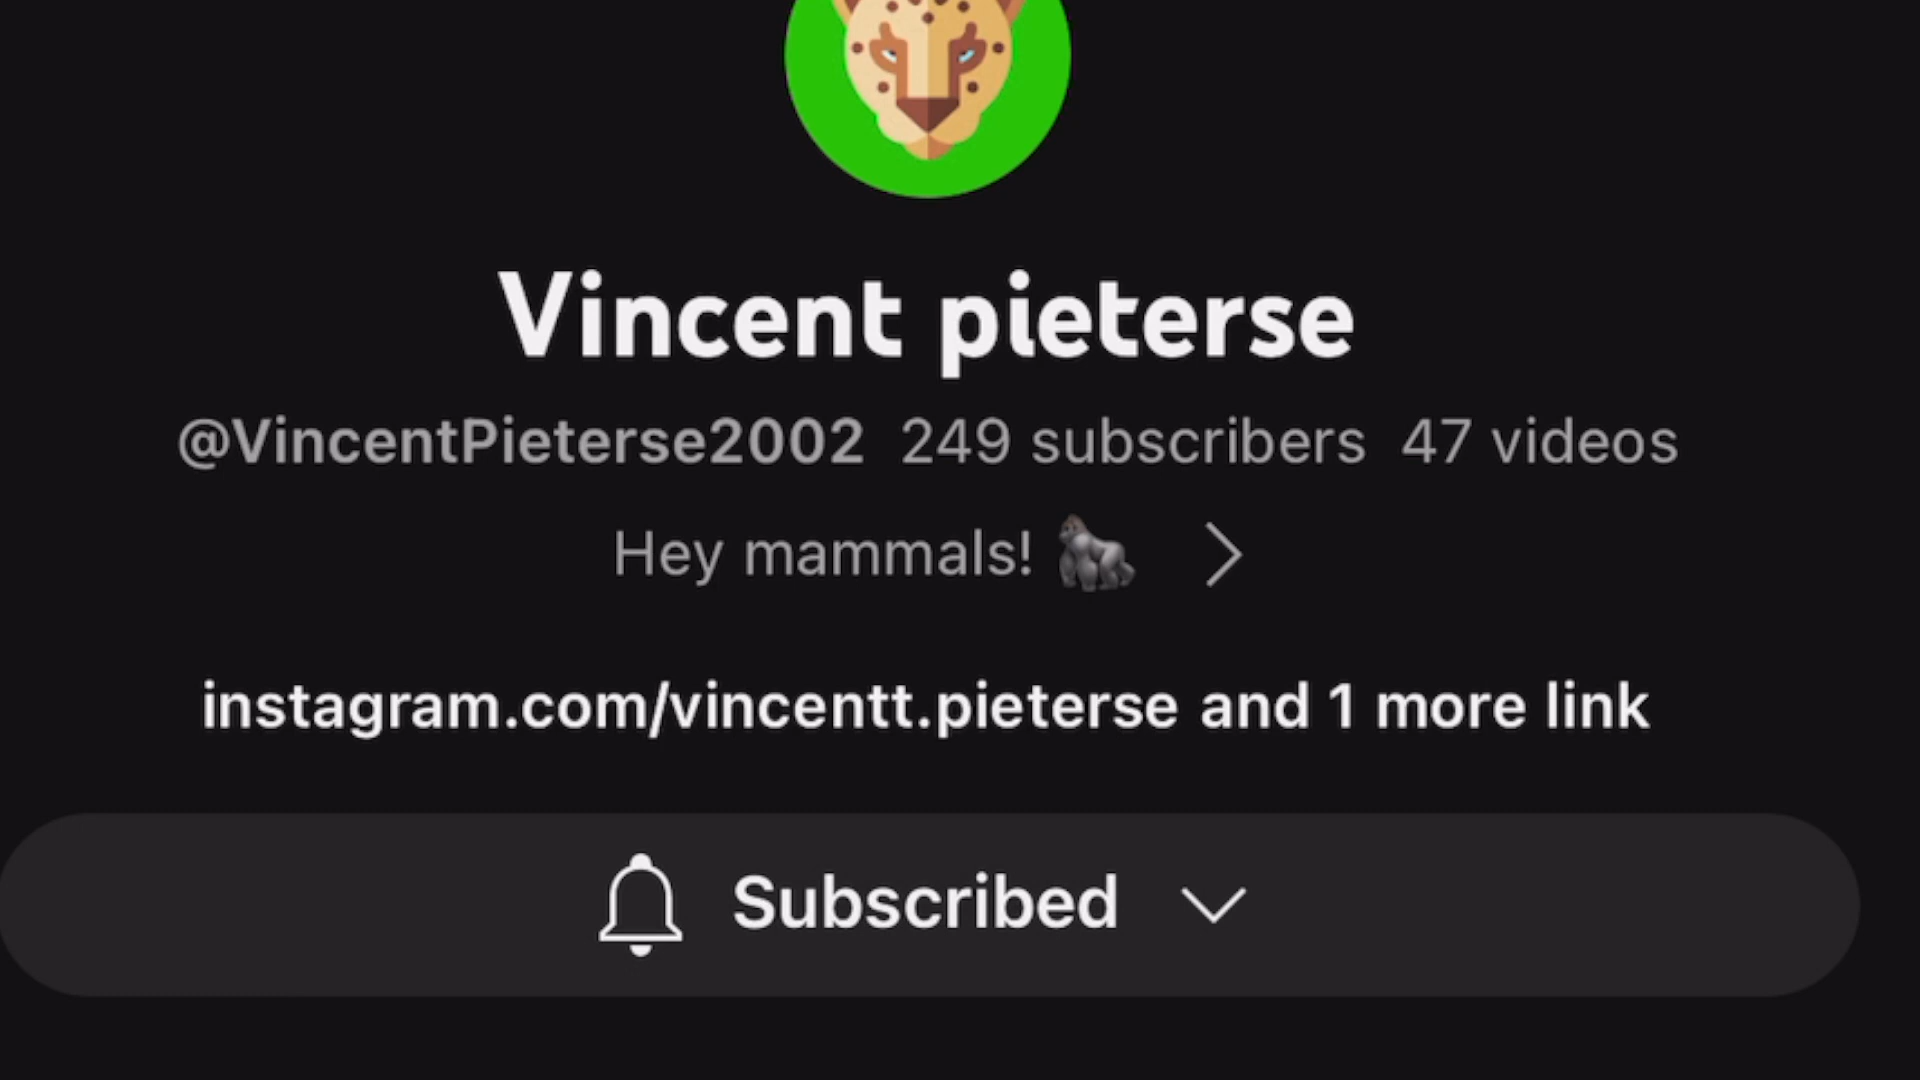 Vincent pieterse
@VincentPieterse2002 249 subscribers 47 videos
Hey mammals! 🦍
instagram.com/vincentt.pieterse and 1 more link
Subscribed